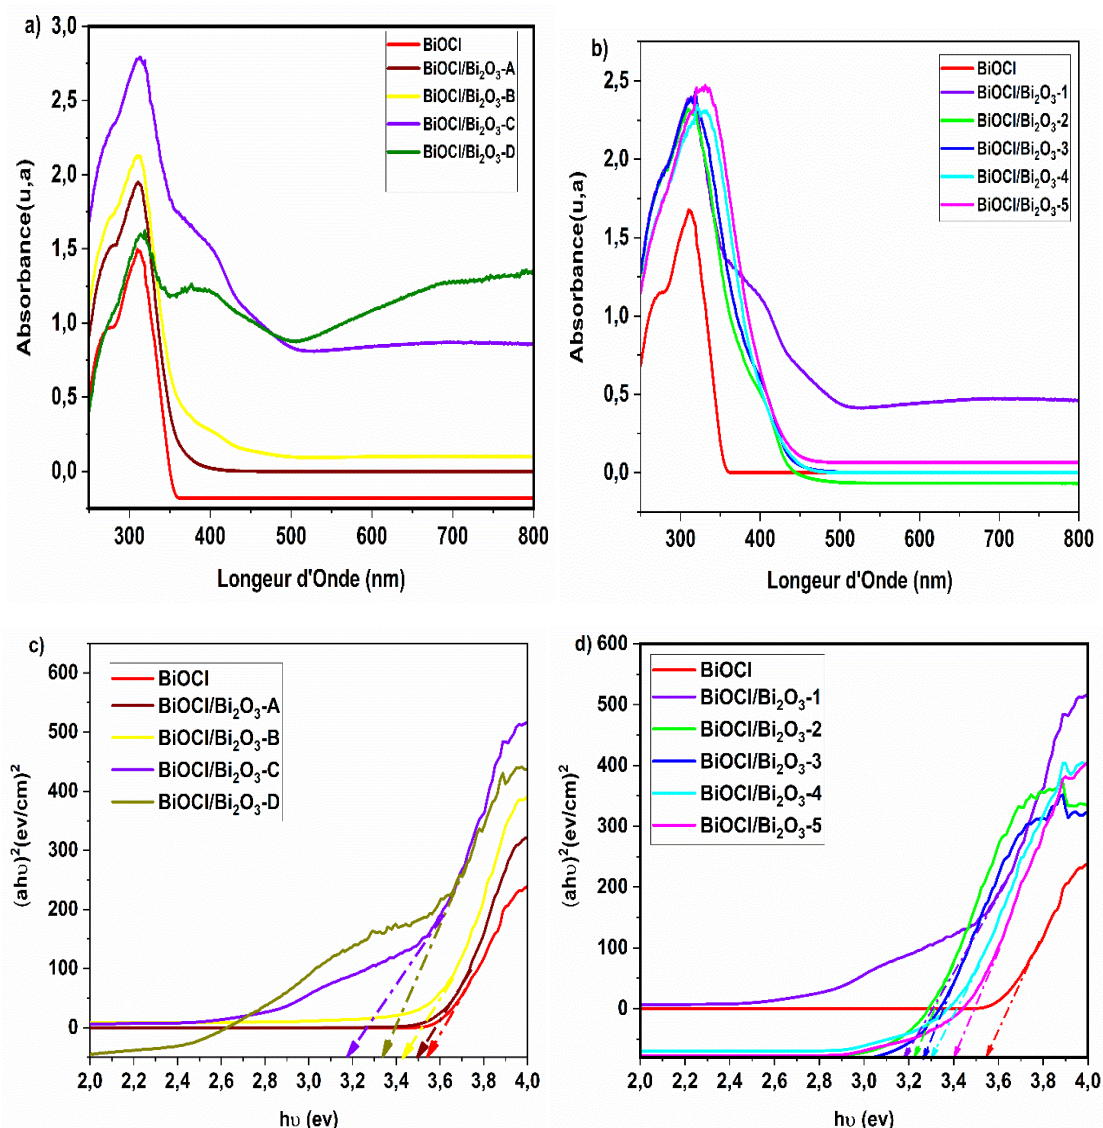 a)
3,0
2,5
2,0
1,5
1,0
0,5
0,0
Absorbance(u,a)
BiOCl
BiOCl/Bi₂O₃-A
BiOCl/Bi₂O₃-B
BiOCl/Bi₂O₃-C
BiOCl/Bi₂O₃-D
300 400 500 600 700 800
Longeur d'Onde (nm)
b)
2,5
2,0
1,5
1,0
0,5
0,0
Absorbance(u,a)
BiOCl
BiOCl/Bi₂O₃-1
BiOCl/Bi₂O₃-2
BiOCl/Bi₂O₃-3
BiOCl/Bi₂O₃-4
BiOCl/Bi₂O₃-5
300 400 500 600 700 800
Longeur d'Onde (nm)
c)
600
500
400
300
200
100
0
(ahυ)²(ev/cm)²
BiOCl
BiOCl/Bi₂O₃-A
BiOCl/Bi₂O₃-B
BiOCl/Bi₂O₃-C
BiOCl/Bi₂O₃-D
2,0 2,2 2,4 2,6 2,8 3,0 3,2 3,4 3,6 3,8 4,0
hυ (ev)
d)
600
500
400
300
200
100
0
(ahυ)²(ev/cm)²
BiOCl
BiOCl/Bi₂O₃-1
BiOCl/Bi₂O₃-2
BiOCl/Bi₂O₃-3
BiOCl/Bi₂O₃-4
BiOCl/Bi₂O₃-5
2,0 2,2 2,4 2,6 2,8 3,0 3,2 3,4 3,6 3,8 4,0
hυ (ev)